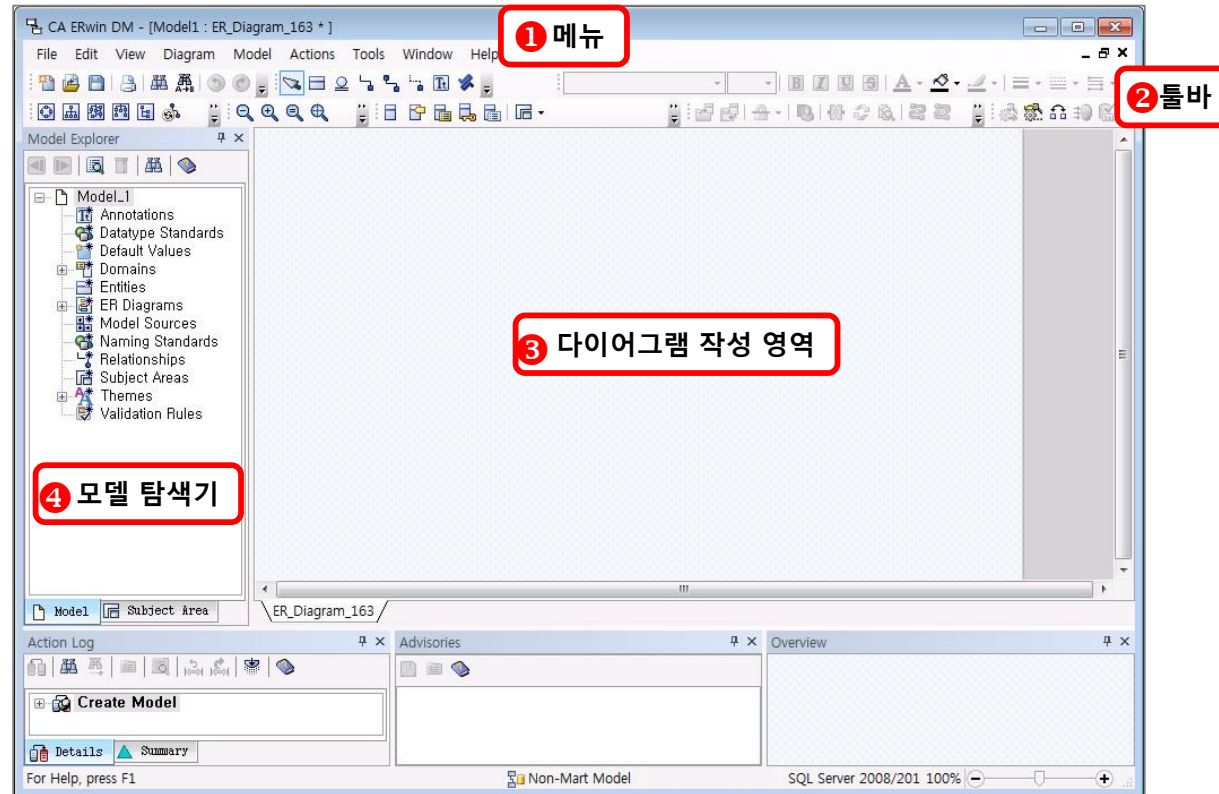 CA ERwin DM - [Model1 : ER_Diagram_163 * ]
❶ 메뉴
File Edit View Diagram Model Actions Tools Window Help
❷ 툴바
Model Explorer
Model_1
Annotations
Datatype Standards
Default Values
Domains
Entities
ER Diagrams
Model Sources
Naming Standards
Relationships
Subject Areas
Themes
Validation Rules
❸ 다이어그램 작성 영역
❹ 모델 탐색기
Model Subject Area
ER_Diagram_163
Action Log
Advisories
Overview
Create Model
Details Summary
For Help, press F1
Non-Mart Model
SQL Server 2008/201 100%